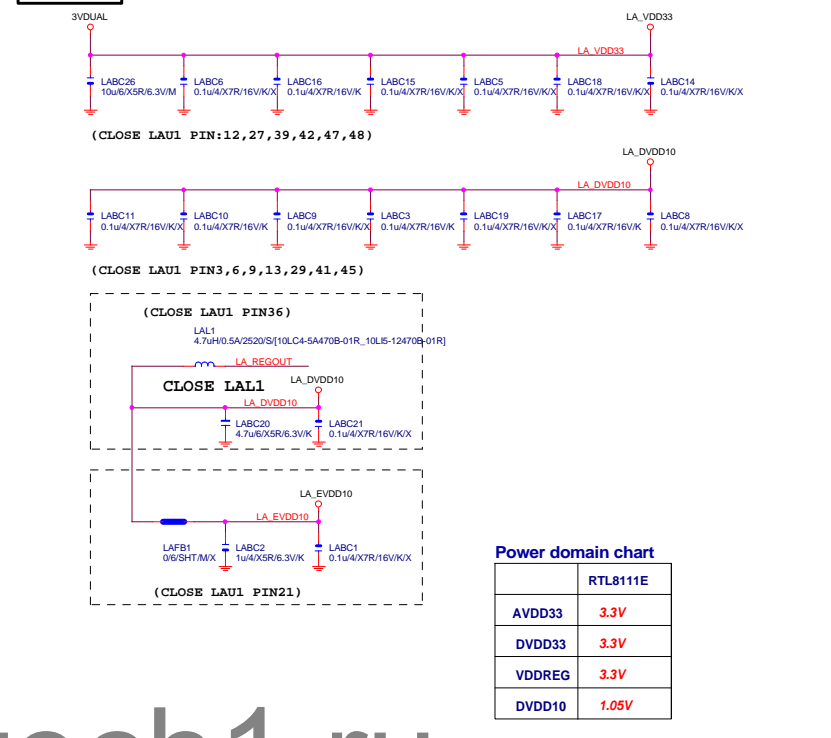 3VDUAL
LA_VDD33
LA_VDD33
LABC26
10u/6/X5R/6.3V/M
LABC6
0.1u/4/X7R/16V/K/X
LABC16
0.1u/4/X7R/16V/K
LABC15
0.1u/4/X7R/16V/K/X
LABC5
0.1u/4/X7R/16V/K/X
LABC18
0.1u/4/X7R/16V/K/X
LABC14
0.1u/4/X7R/16V/K/X
(CLOSE LAU1 PIN:12,27,39,42,47,48)
LA_DVDD10
LA_DVDD10
LABC11
0.1u/4/X7R/16V/K/X
LABC10
0.1u/4/X7R/16V/K
LABC9
0.1u/4/X7R/16V/K/X
LABC3
0.1u/4/X7R/16V/K
LABC19
0.1u/4/X7R/16V/K/X
LABC17
0.1u/4/X7R/16V/K
LABC8
0.1u/4/X7R/16V/K/X
(CLOSE LAU1 PIN3,6,9,13,29,41,45)
(CLOSE LAU1 PIN36)
LAL1
4.7uH/0.5A/2520/S/[10LC4-5A470B-01R_10LI5-12470B-01R]
LA_REGOUT
CLOSE LAL1
LA_DVDD10
LA_DVDD10
LABC20
4.7u/6/X5R/6.3V/K
LABC21
0.1u/4/X7R/16V/K/X
LA_EVDD10
LA_EVDD10
LAFB1
0/6/SHT/M/X
LABC2
1u/4/X5R/6.3V/K
LABC1
0.1u/4/X7R/16V/K/X
(CLOSE LAU1 PIN21)
Power domain chart
RTL8111E
AVDD33 3.3V
DVDD33 3.3V
VDDREG 3.3V
DVDD10 1.05V